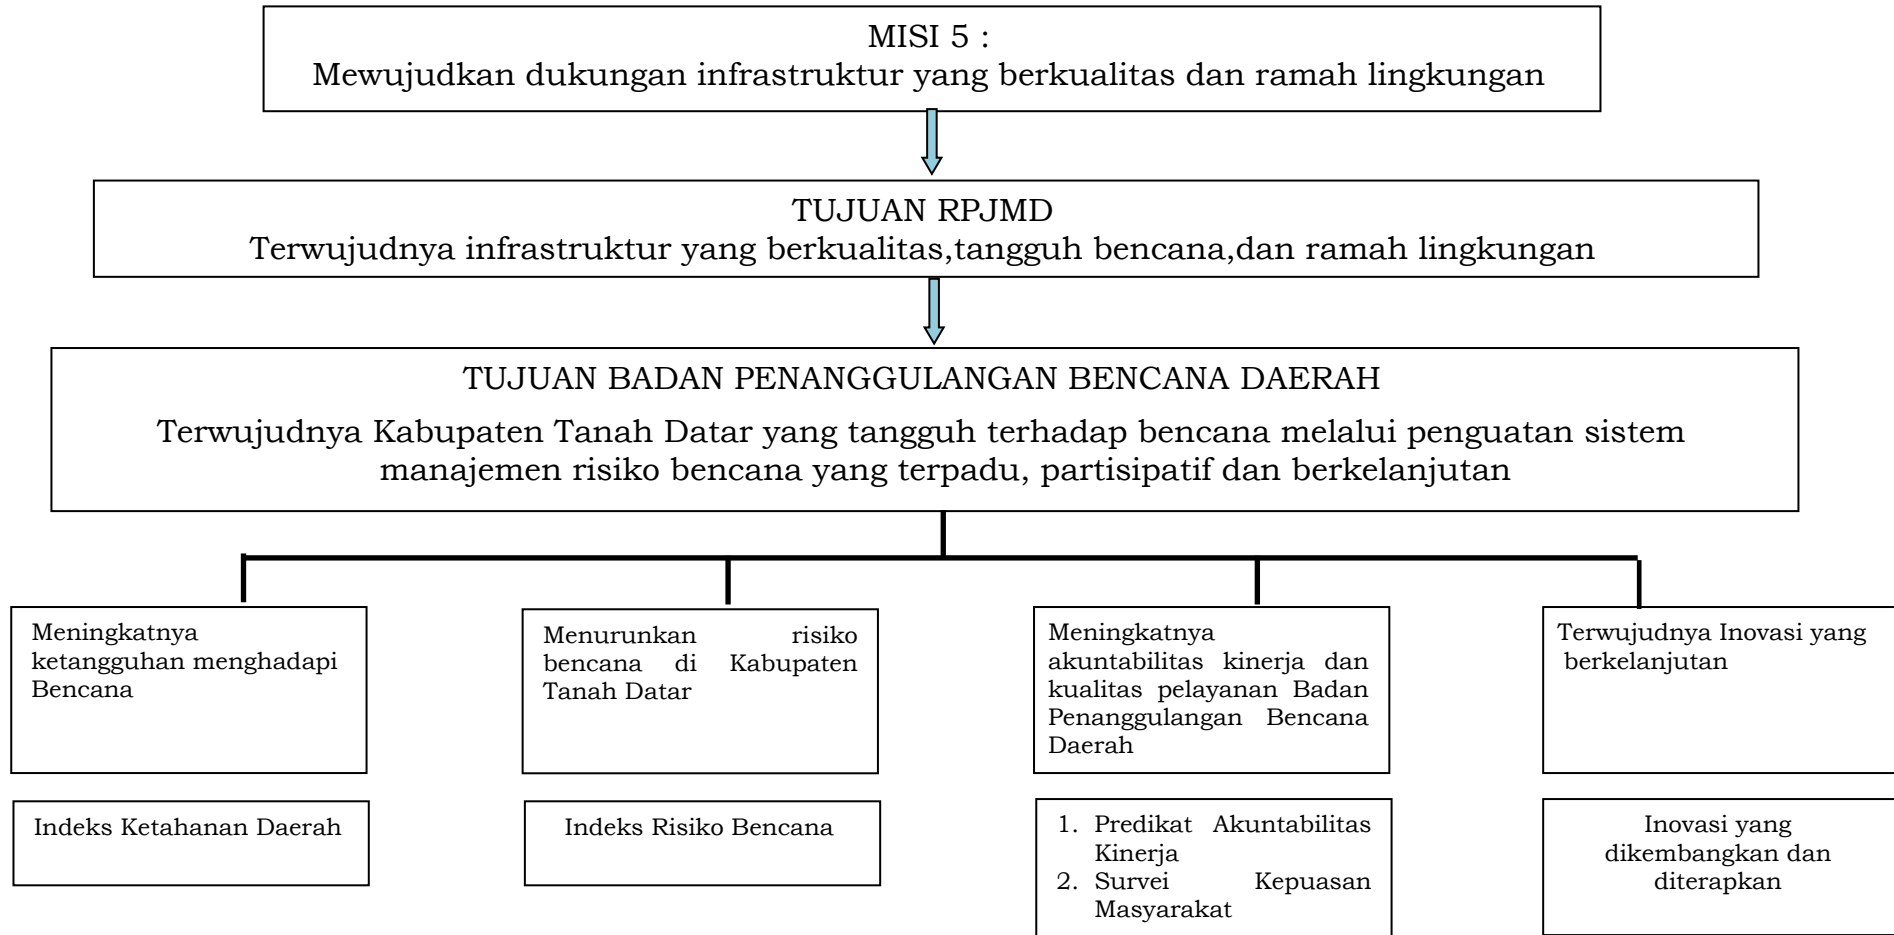 MISI 5 :
Mewujudkan dukungan infrastruktur yang berkualitas dan ramah lingkungan
TUJUAN RPJMD
Terwujudnya infrastruktur yang berkualitas,tangguh bencana,dan ramah lingkungan
TUJUAN BADAN PENANGGULANGAN BENCANA DAERAH
Terwujudnya Kabupaten Tanah Datar yang tangguh terhadap bencana melalui penguatan sistem
manajemen risiko bencana yang terpadu, partisipatif dan berkelanjutan
Meningkatnya
ketangguhan menghadapi
Bencana
Menurunkan risiko
bencana di Kabupaten
Tanah Datar
Meningkatnya
akuntabilitas kinerja dan
kualitas pelayanan Badan
Penanggulangan Bencana
Daerah
Terwujudnya Inovasi yang
berkelanjutan
Indeks Ketahanan Daerah
Indeks Risiko Bencana
1. Predikat Akuntabilitas
Kinerja
2. Survei Kepuasan
Masyarakat
Inovasi yang
dikembangkan dan
diterapkan